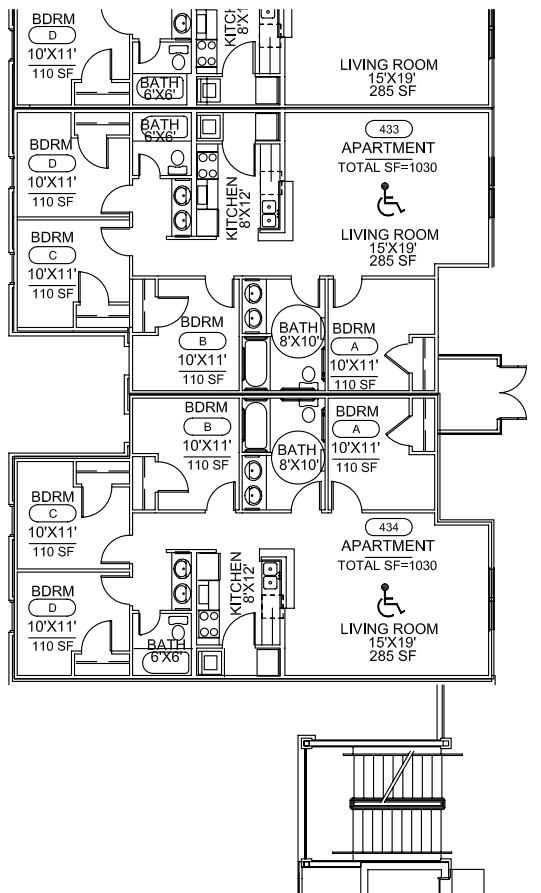 BDRM
D
10'X11'
110 SF
BATH
6'X6'
LIVING ROOM
15'X19'
285 SF
BDRM
D
10'X11'
110 SF
BATH
6'X6'
KITCHEN
8'X12'
433
APARTMENT
TOTAL SF=1030
LIVING ROOM
15'X19'
285 SF
BDRM
C
10'X11'
110 SF
BDRM
B
10'X11'
110 SF
BATH
8'X10'
BDRM
A
10'X11'
110 SF
BDRM
B
10'X11'
110 SF
BATH
8'X10'
BDRM
A
10'X11'
110 SF
BDRM
C
10'X11'
110 SF
434
APARTMENT
TOTAL SF=1030
KITCHEN
8'X12'
BDRM
D
10'X11'
110 SF
BATH
6'X6'
LIVING ROOM
15'X19'
285 SF